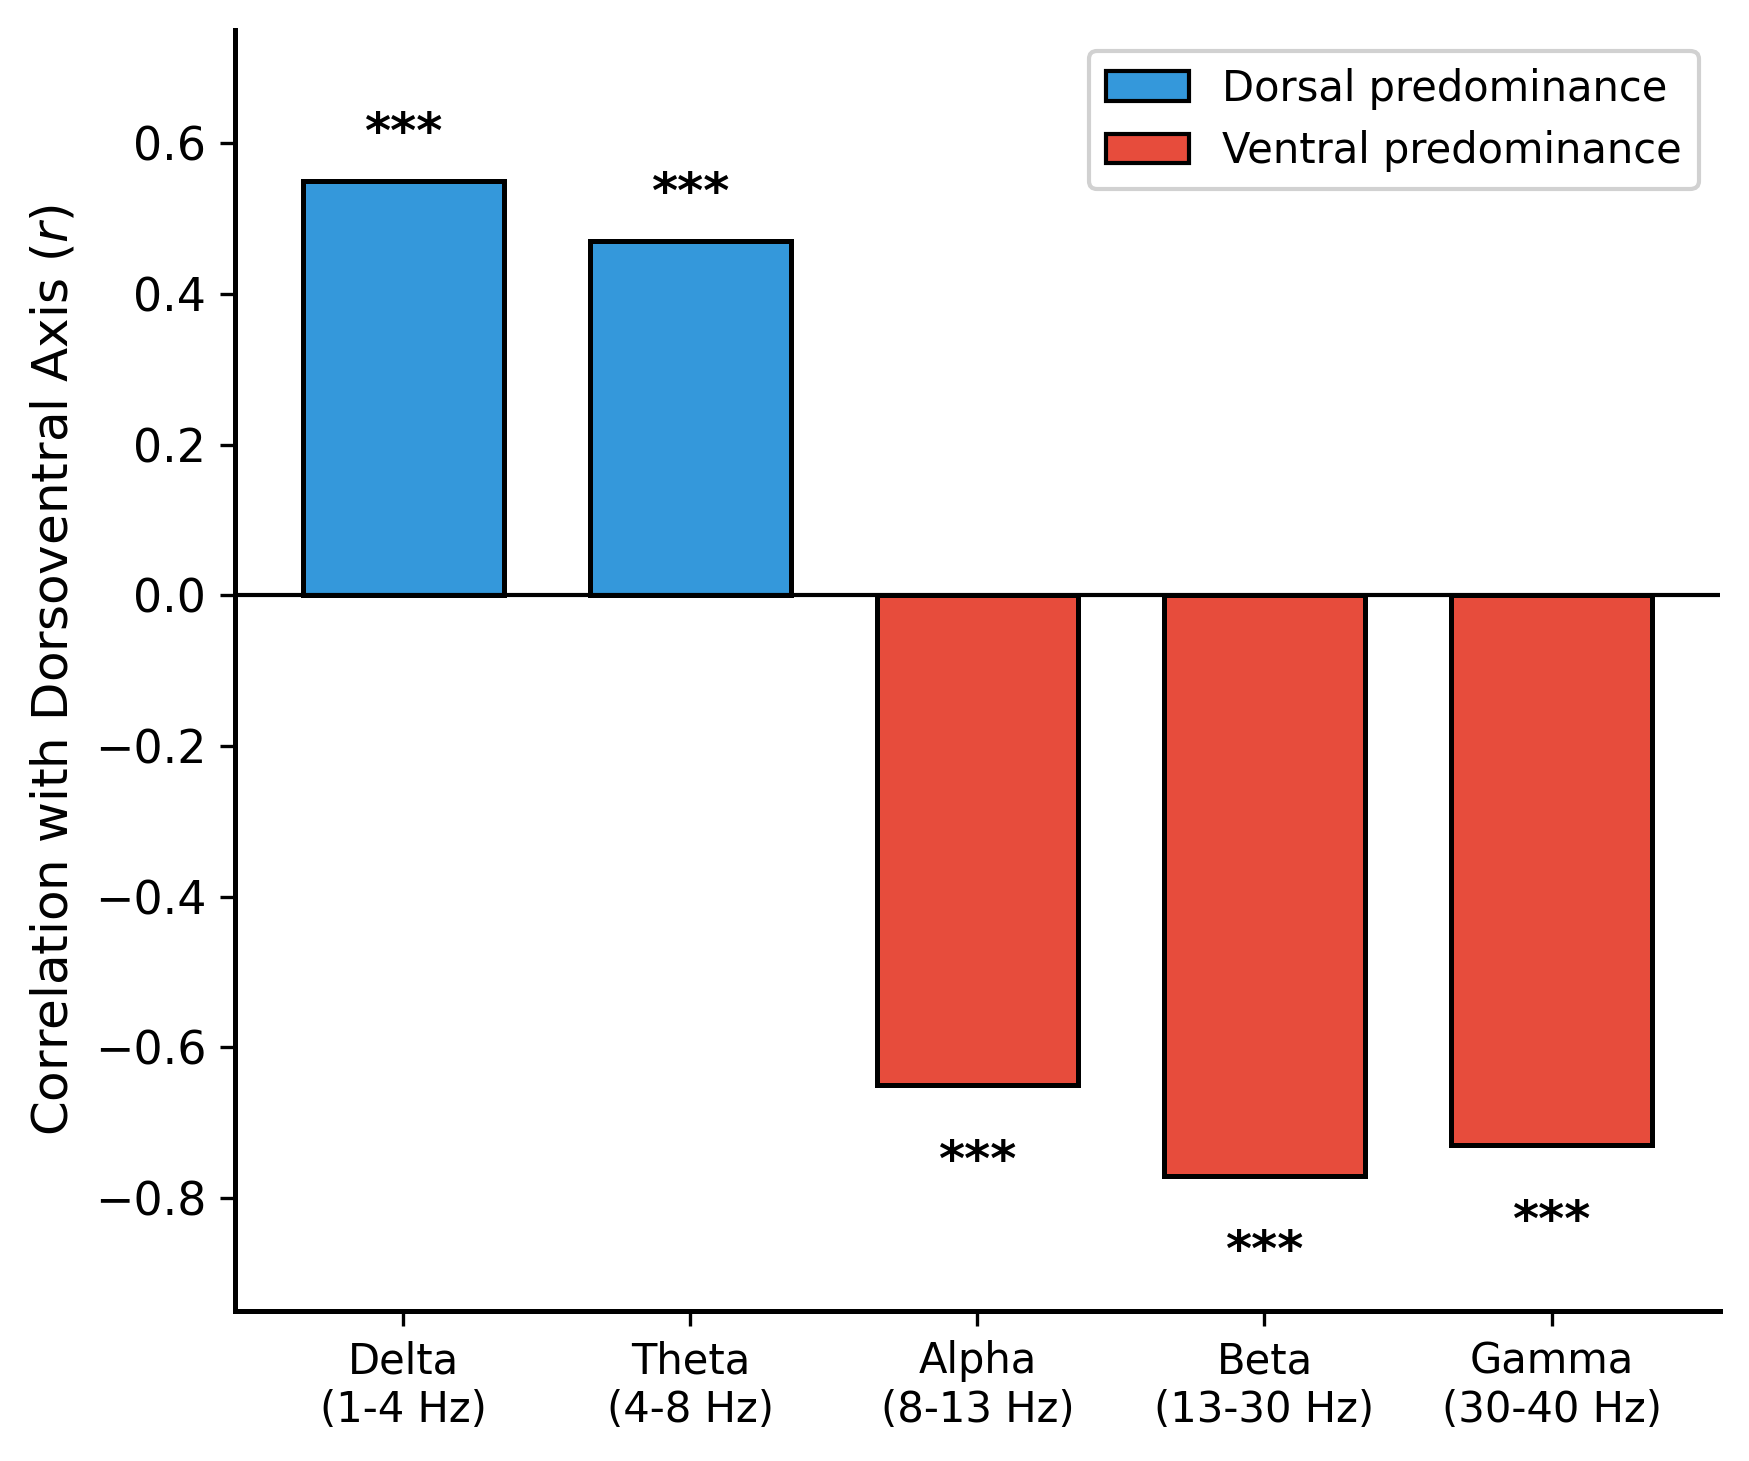 Dorsal predominance
Ventral predominance
Correlation with Dorsoventral Axis (r)
0.6
0.4
0.2
0.0
−0.2
−0.4
−0.6
−0.8
***
***
***
***
***
Delta
(1-4 Hz)
Theta
(4-8 Hz)
Alpha
(8-13 Hz)
Beta
(13-30 Hz)
Gamma
(30-40 Hz)